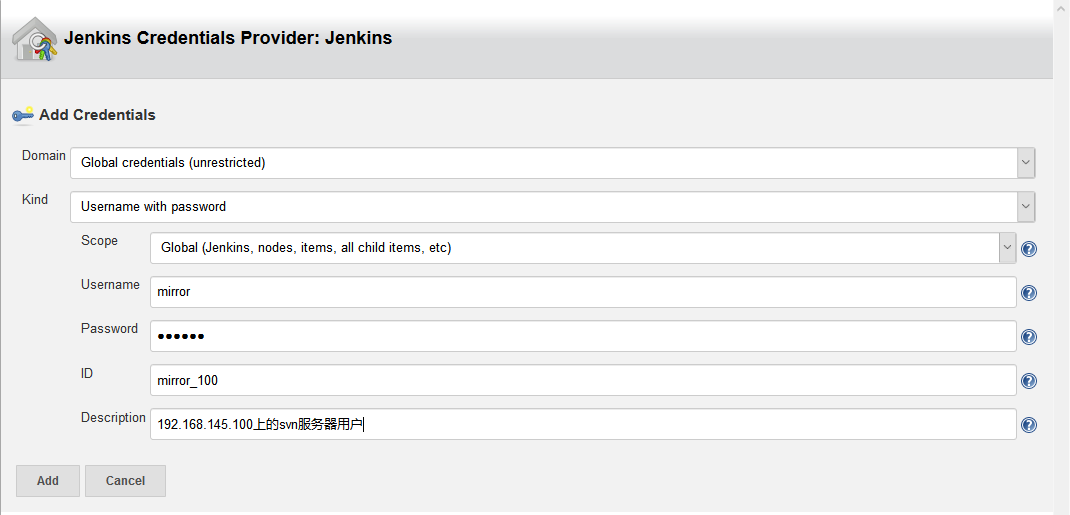 Jenkins Credentials Provider: Jenkins
Add Credentials
Domain Global credentials (unrestricted)
Kind Username with password
Scope Global (Jenkins, nodes, items, all child items, etc)
Username mirror
Password ●●●●●●
ID mirror_100
Description 192.168.145.100上的svn服务器用户
Add Cancel